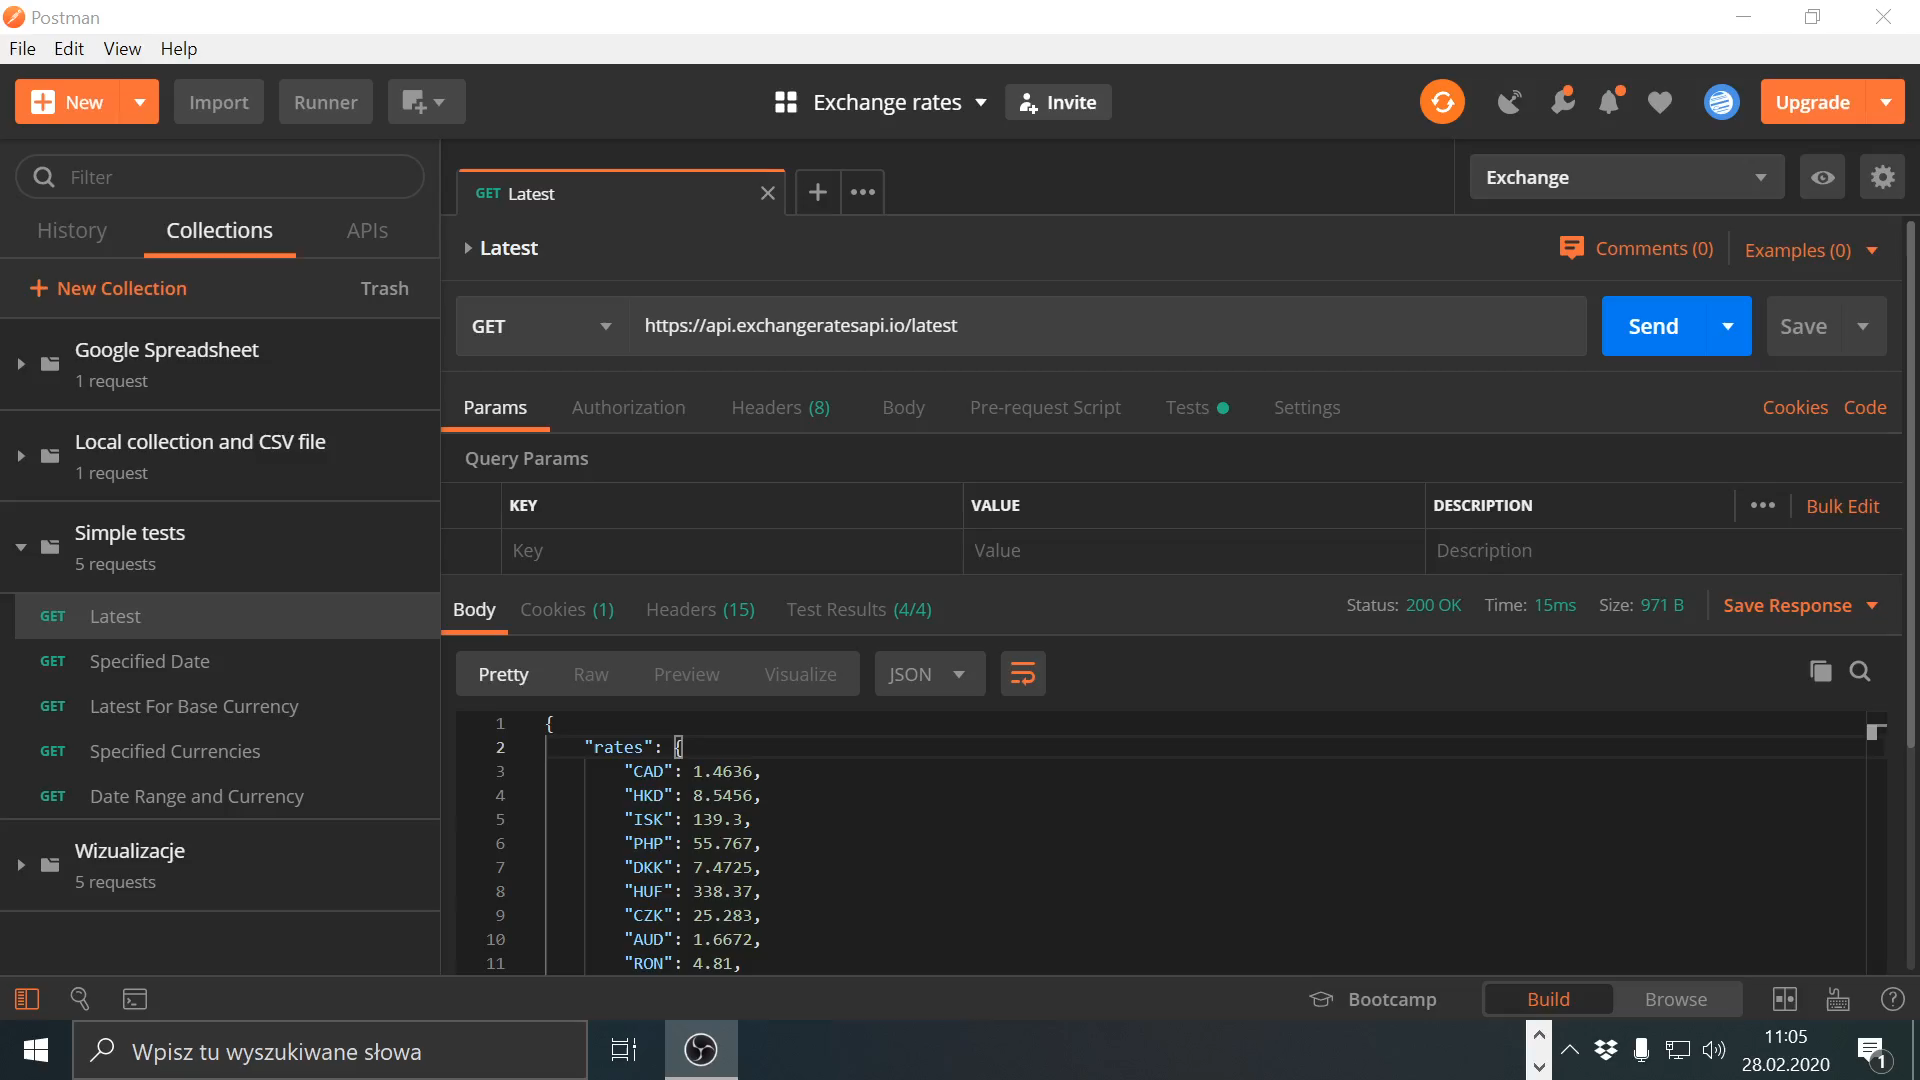 Postman
File Edit View Help
New Import Runner Exchange rates Invite Upgrade
Filter
History Collections APIs
New Collection Trash
Google Spreadsheet
1 request
Local collection and CSV file
1 request
Simple tests
5 requests
GET Latest
GET Specified Date
GET Latest For Base Currency
GET Specified Currencies
GET Date Range and Currency
Wizualizacje
5 requests
GET Latest
Exchange
Latest
Comments (0) Examples (0)
GET https://api.exchangeratesapi.io/latest Send Save
Params Authorization Headers (8) Body Pre-request Script Tests Settings Cookies Code
Query Params
KEY VALUE DESCRIPTION Bulk Edit
Key Value Description
Body Cookies (1) Headers (15) Test Results (4/4) Status: 200 OK Time: 15ms Size: 971 B Save Response
Pretty Raw Preview Visualize JSON
1 {
2 "rates": {
3 "CAD": 1.4636,
4 "HKD": 8.5456,
5 "ISK": 139.3,
6 "PHP": 55.767,
7 "DKK": 7.4725,
8 "HUF": 338.37,
9 "CZK": 25.283,
10 "AUD": 1.6672,
11 "RON": 4.81,
Bootcamp Build Browse
Wpisz tu wyszukiwane słowa
11:05
28.02.2020
1